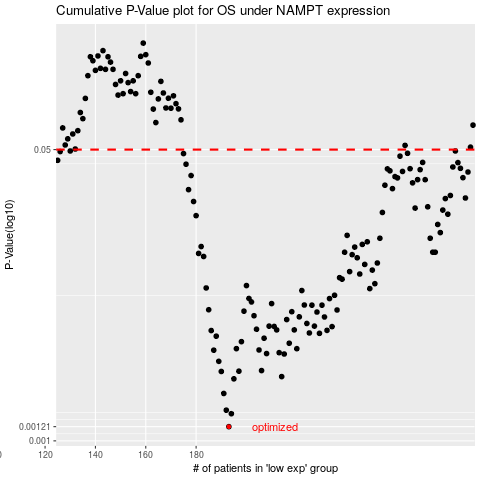 Cumulative P-Value plot for OS under NAMPT expression
P-Value(log10)
0.05
0.00121
0.001
optimized
0 120 140 160 180
# of patients in 'low exp' group